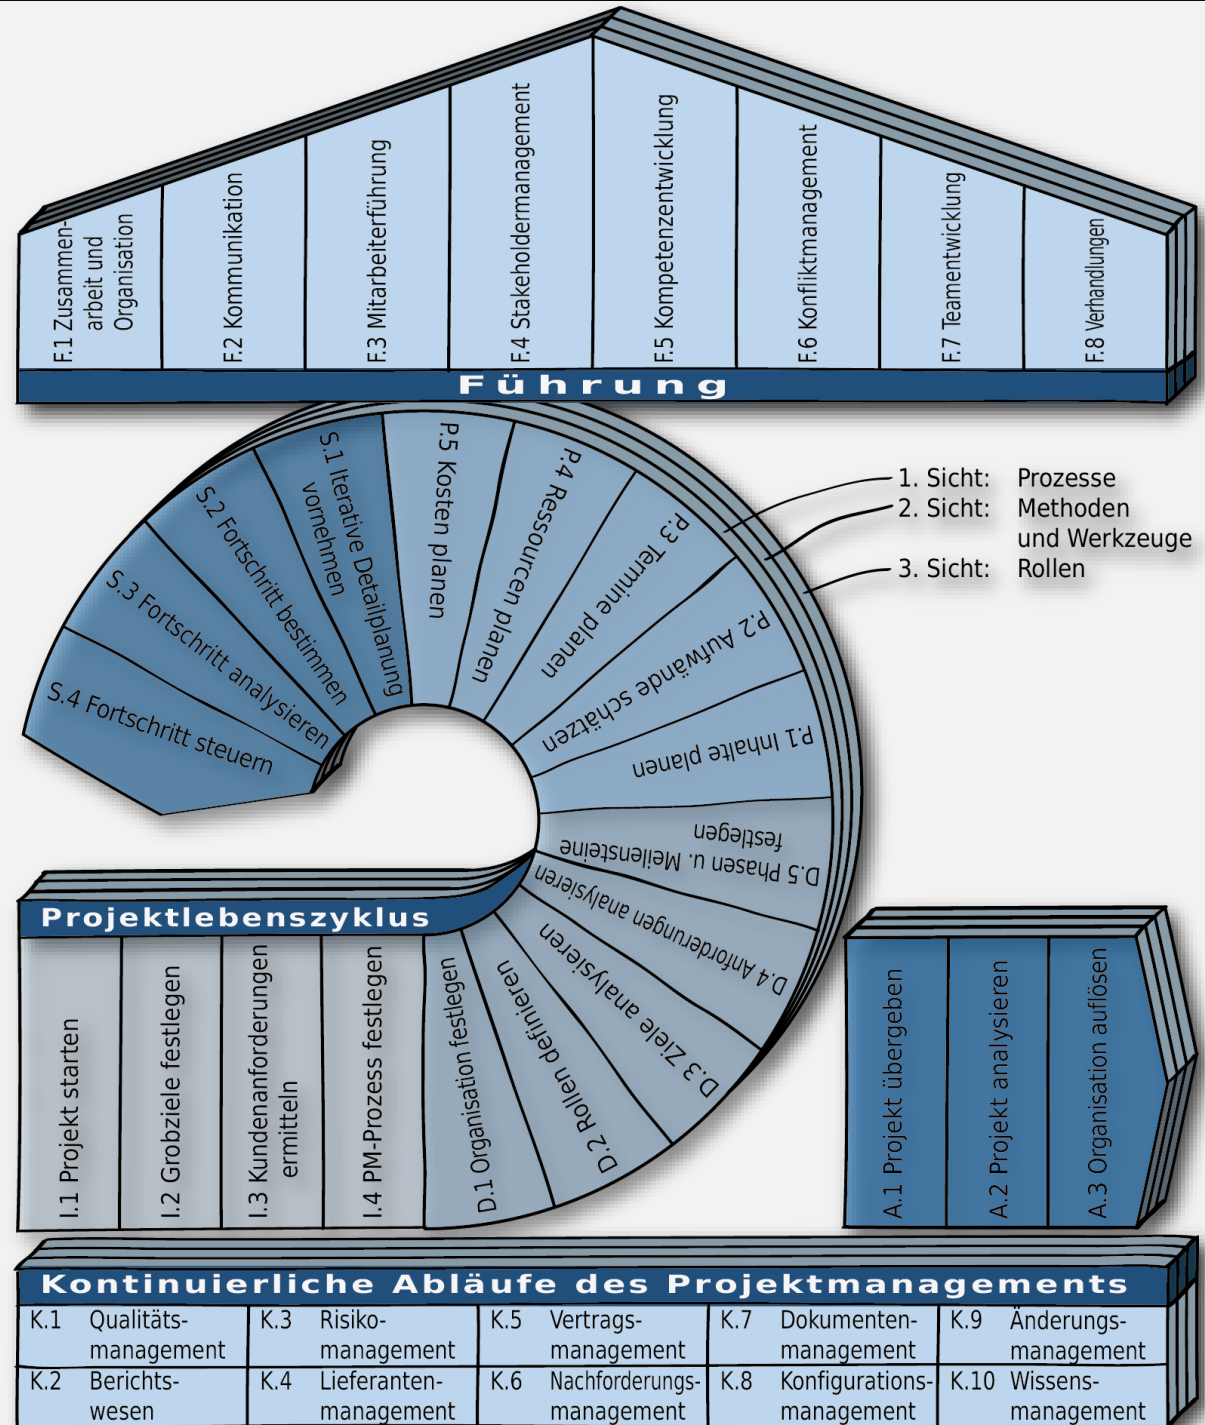 F.1 Zusammen-
arbeit und
Organisation
F.2 Kommunikation
F.3 Mitarbeiterführung
F.4 Stakeholdermanagement
F.5 Kompetenzentwicklung
F.6 Konfliktmanagement
F.7 Teamentwicklung
F.8 Verhandlungen
Führung
1. Sicht: Prozesse
2. Sicht: Methoden
und Werkzeuge
3. Sicht: Rollen
S.4 Fortschritt steuern
S.3 Fortschritt analysieren
S.2 Fortschritt bestimmen
S.1 Iterative Detailplanung
vornehmen
P.5 Kosten planen
P.4 Ressourcen planen
P.3 Termine planen
P.2 Aufwände schätzen
P.1 Inhalte planen
D.5 Phasen u. Meilensteine
festlegen
D.4 Anforderungen analysieren
D.3 Ziele analysieren
D.2 Rollen definieren
D.1 Organisation festlegen
Projektlebenszyklus
I.1 Projekt starten
I.2 Grobziele festlegen
I.3 Kundenanforderungen
ermitteln
I.4 PM-Prozess festlegen
A.1 Projekt übergeben
A.2 Projekt analysieren
A.3 Organisation auflösen
Kontinuierliche Abläufe des Projektmanagements
K.1 Qualitäts-
management
K.3 Risiko-
management
K.5 Vertrags-
management
K.7 Dokumenten-
management
K.9 Änderungs-
management
K.2 Berichts-
wesen
K.4 Lieferanten-
management
K.6 Nachforderungs-
management
K.8 Konfigurations-
management
K.10 Wissens-
management